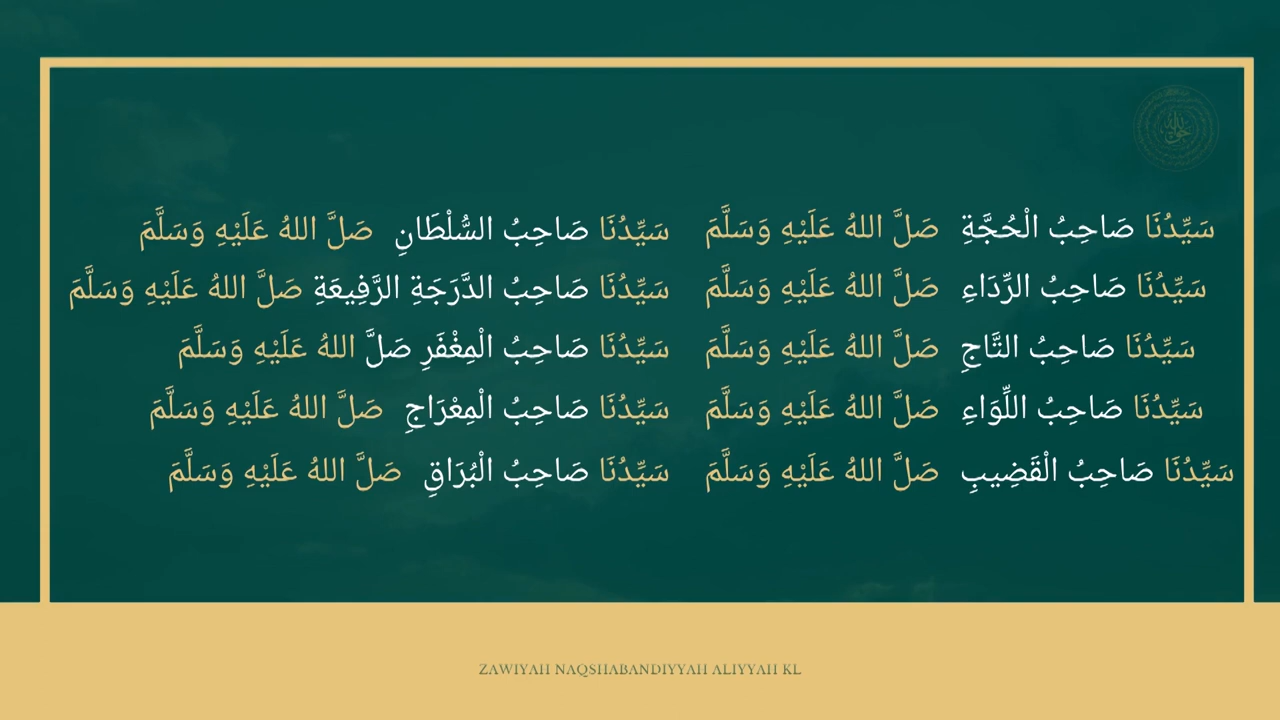 سَيِّدُنَا صَاحِبُ الْحُجَّةِ صَلَّ اللهُ عَلَيْهِ وَسَلَّمَ
سَيِّدُنَا صَاحِبُ الرِّدَاءِ صَلَّ اللهُ عَلَيْهِ وَسَلَّمَ
سَيِّدُنَا صَاحِبُ التَّاجِ صَلَّ اللهُ عَلَيْهِ وَسَلَّمَ
سَيِّدُنَا صَاحِبُ اللِّوَاءِ صَلَّ اللهُ عَلَيْهِ وَسَلَّمَ
سَيِّدُنَا صَاحِبُ الْقَضِيبِ صَلَّ اللهُ عَلَيْهِ وَسَلَّمَ
سَيِّدُنَا صَاحِبُ السُّلْطَانِ صَلَّ اللهُ عَلَيْهِ وَسَلَّمَ
سَيِّدُنَا صَاحِبُ الدَّرَجَةِ الرَّفِيعَةِ صَلَّ اللهُ عَلَيْهِ وَسَلَّمَ
سَيِّدُنَا صَاحِبُ الْمِغْفَرِ صَلَّ اللهُ عَلَيْهِ وَسَلَّمَ
سَيِّدُنَا صَاحِبُ الْمِعْرَاجِ صَلَّ اللهُ عَلَيْهِ وَسَلَّمَ
سَيِّدُنَا صَاحِبُ الْبُرَاقِ صَلَّ اللهُ عَلَيْهِ وَسَلَّمَ
ZAWIYAH NAQSHABANDIYYAH ALIYYAH KL